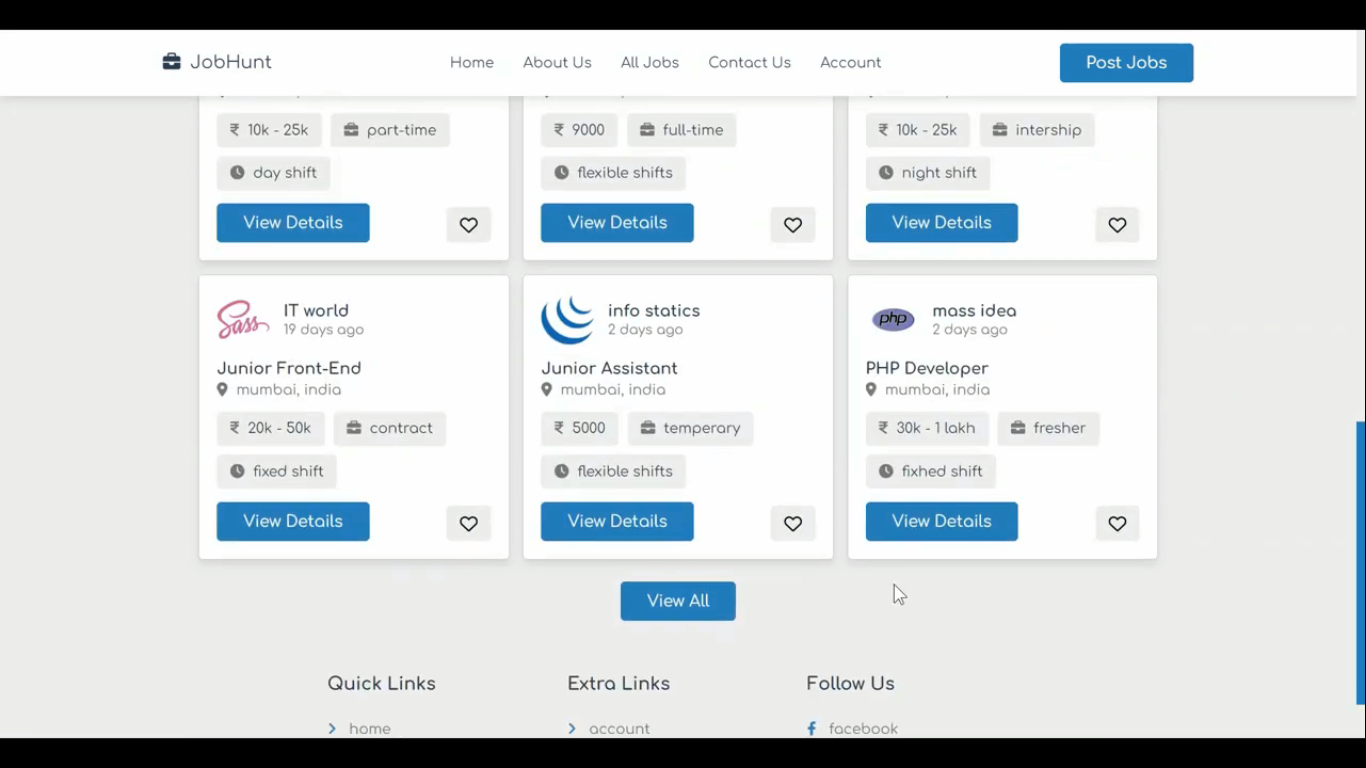 JobHunt Home About Us All Jobs Contact Us Account Post Jobs
₹ 10k - 25k part-time
day shift
View Details
₹ 9000 full-time
flexible shifts
View Details
₹ 10k - 25k intership
night shift
View Details
Sass IT world
19 days ago
Junior Front-End
mumbai, india
₹ 20k - 50k contract
fixed shift
View Details
info statics
2 days ago
Junior Assistant
mumbai, india
₹ 5000 temperary
flexible shifts
View Details
php mass idea
2 days ago
PHP Developer
mumbai, india
₹ 30k - 1 lakh fresher
fixhed shift
View Details
View All
Quick Links
home
Extra Links
account
Follow Us
facebook